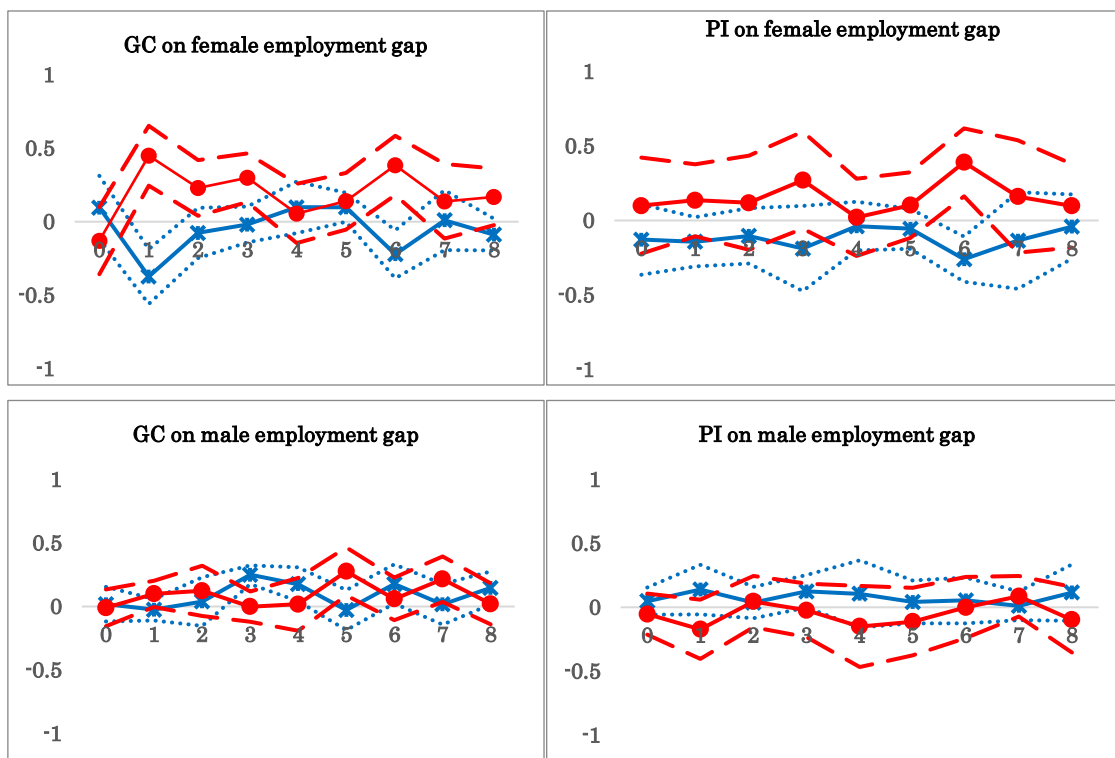 GC on female employment gap
1
0.5
0
-0.5
-1
0 1 2 3 4 5 6 7 8
PI on female employment gap
1
0.5
0
-0.5
-1
0 1 2 3 4 5 6 7 8
GC on male employment gap
1
0.5
0
-0.5
-1
0 1 2 3 4 5 6 7 8
PI on male employment gap
1
0.5
0
-0.5
-1
0 1 2 3 4 5 6 7 8